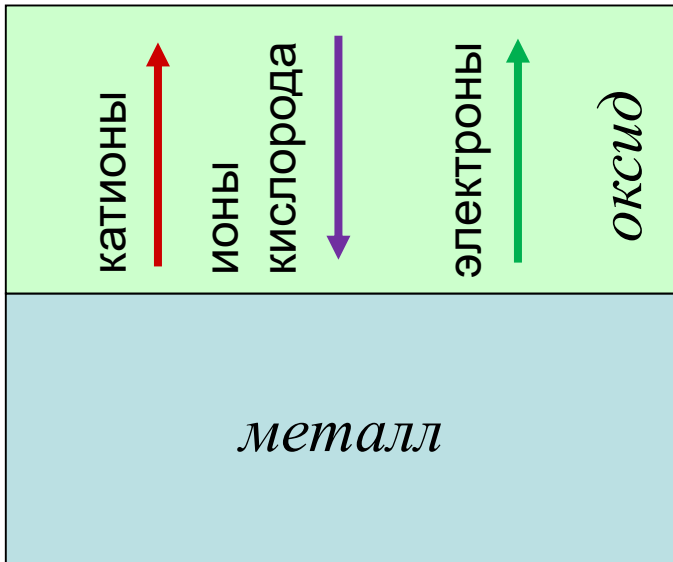 катионы
ионы
кислорода
электроны
оксид
металл